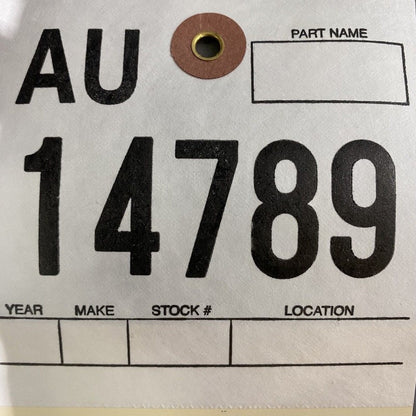 AU
PART NAME
14789
YEAR MAKE STOCK # LOCATION